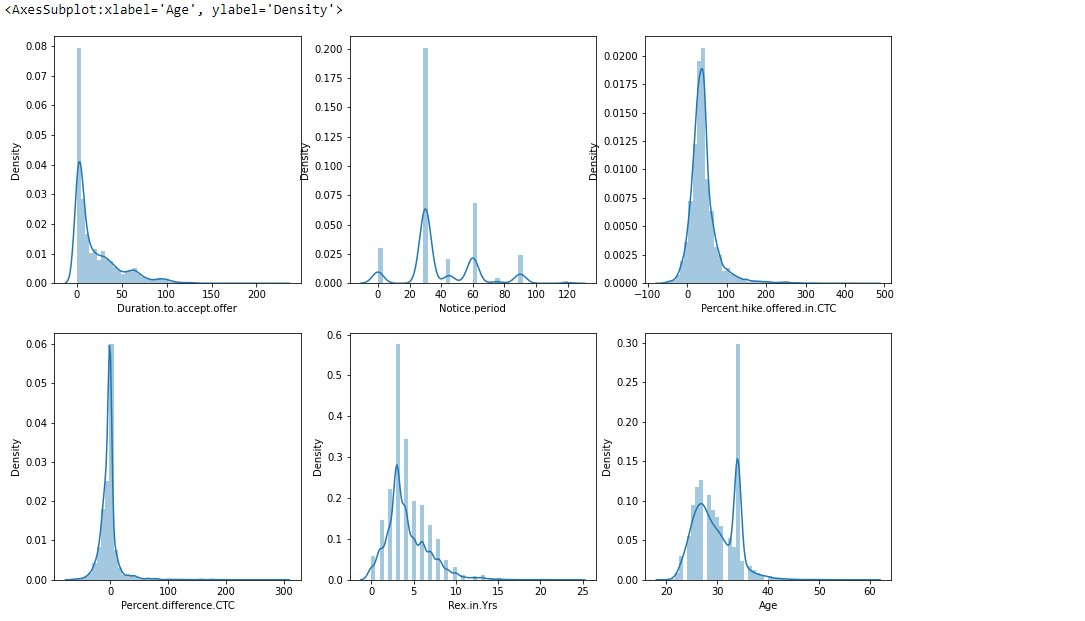 <AxesSubplot:xlabel='Age', ylabel='Density'>
0.08
0.07
0.06
0.05
0.04
0.03
0.02
0.01
0.00
Density
0 50 100 150 200
Duration.to.accept.offer
0.200
0.175
0.150
0.125
0.100
0.075
0.050
0.025
0.000
Density
0 20 40 60 80 100 120
Notice.period
0.0200
0.0175
0.0150
0.0125
0.0100
0.0075
0.0050
0.0025
0.0000
Density
−100 0 100 200 300 400 500
Percent.hike.offered.in.CTC
0.06
0.05
0.04
0.03
0.02
0.01
0.00
Density
0 100 200 300
Percent.difference.CTC
0.6
0.5
0.4
0.3
0.2
0.1
0.0
Density
0 5 10 15 20 25
Rex.in.Yrs
0.30
0.25
0.20
0.15
0.10
0.05
0.00
Density
20 30 40 50 60
Age